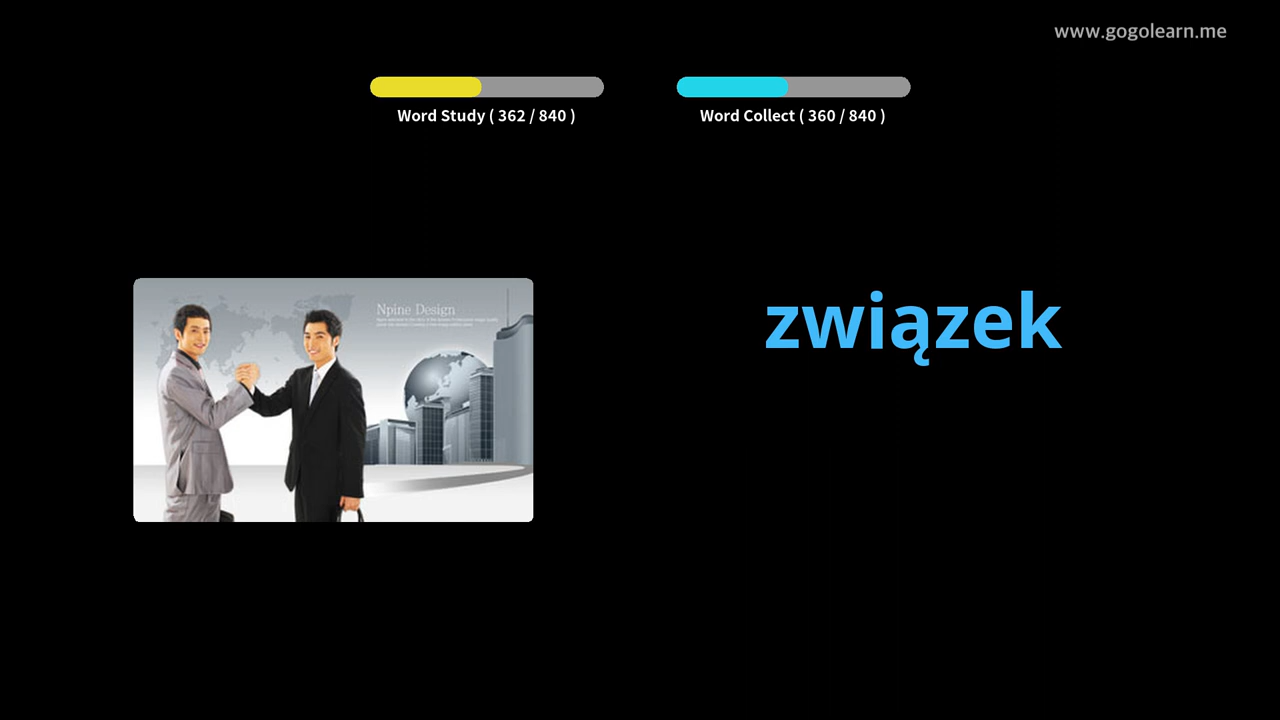 www.gogolearn.me
Word Study ( 362 / 840 )
Word Collect ( 360 / 840 )
Npine Design
związek